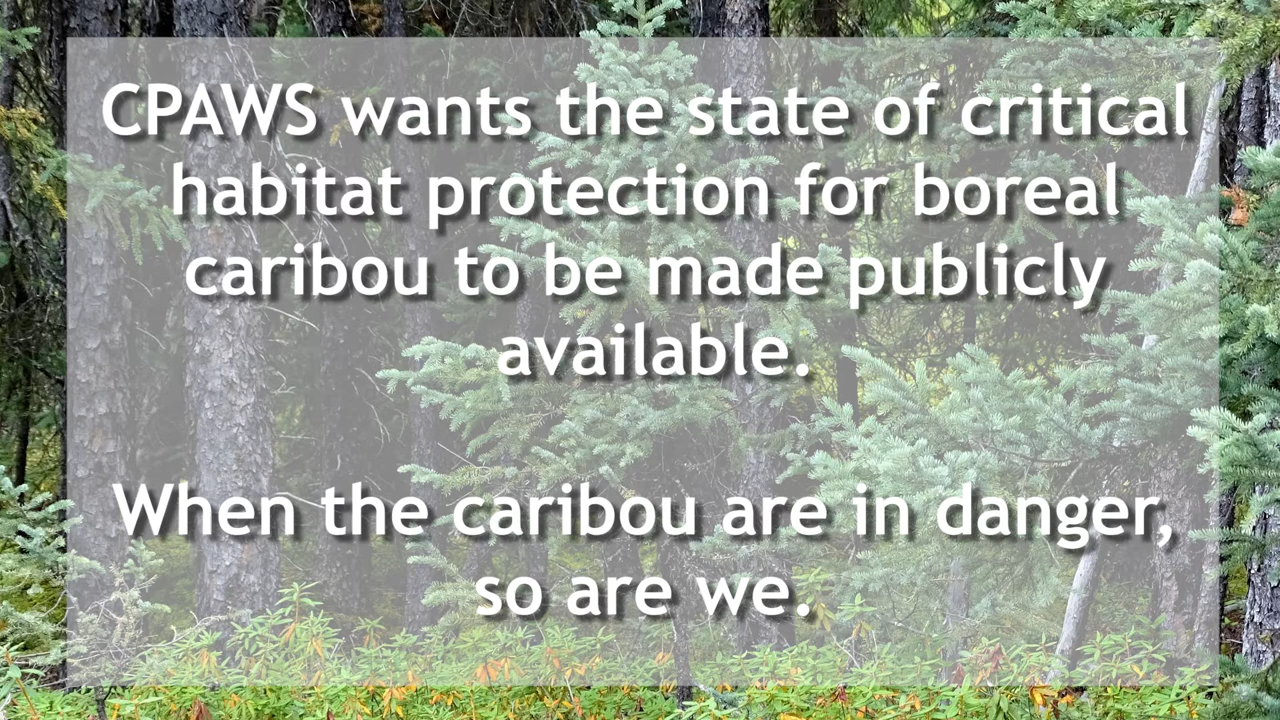 CPAWS wants the state of critical
habitat protection for boreal
caribou to be made publicly
available.
When the caribou are in danger,
so are we.